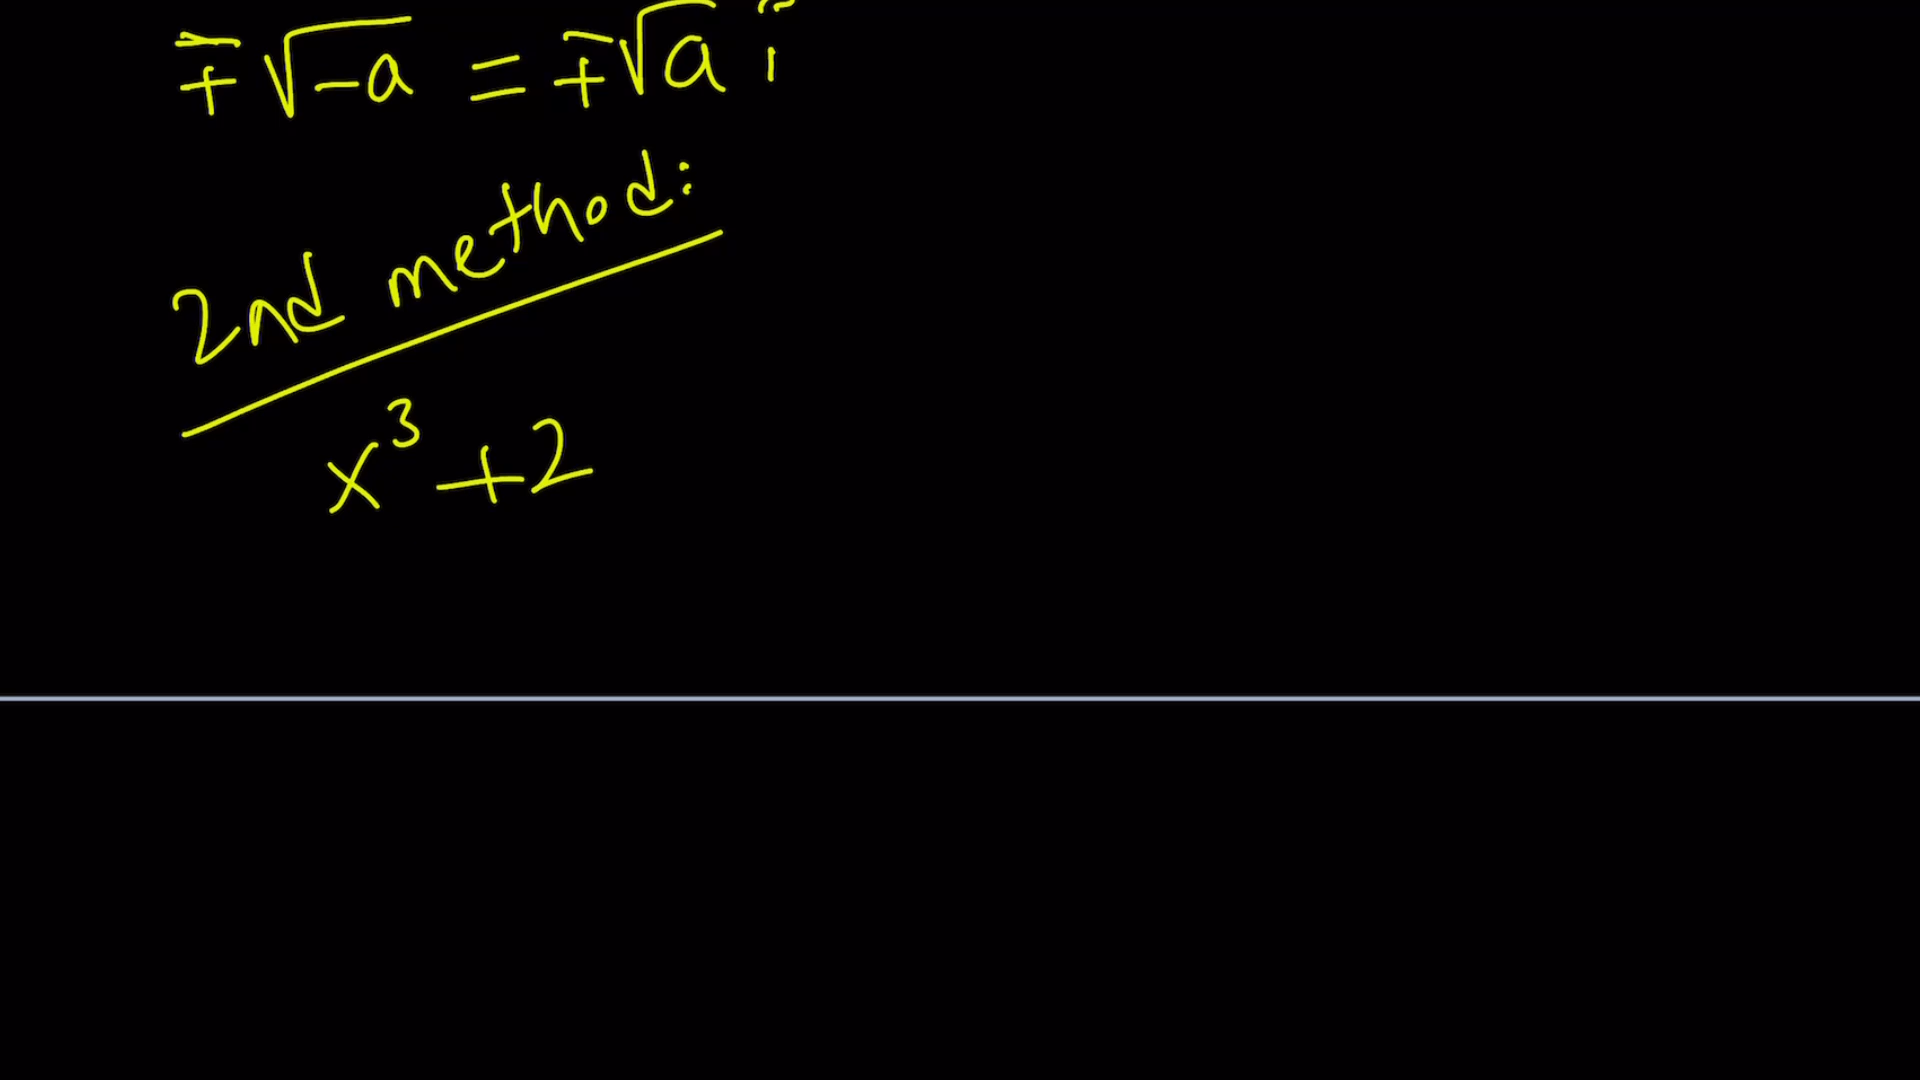 ∓√-a = ∓√a i
2nd method:
x³+2